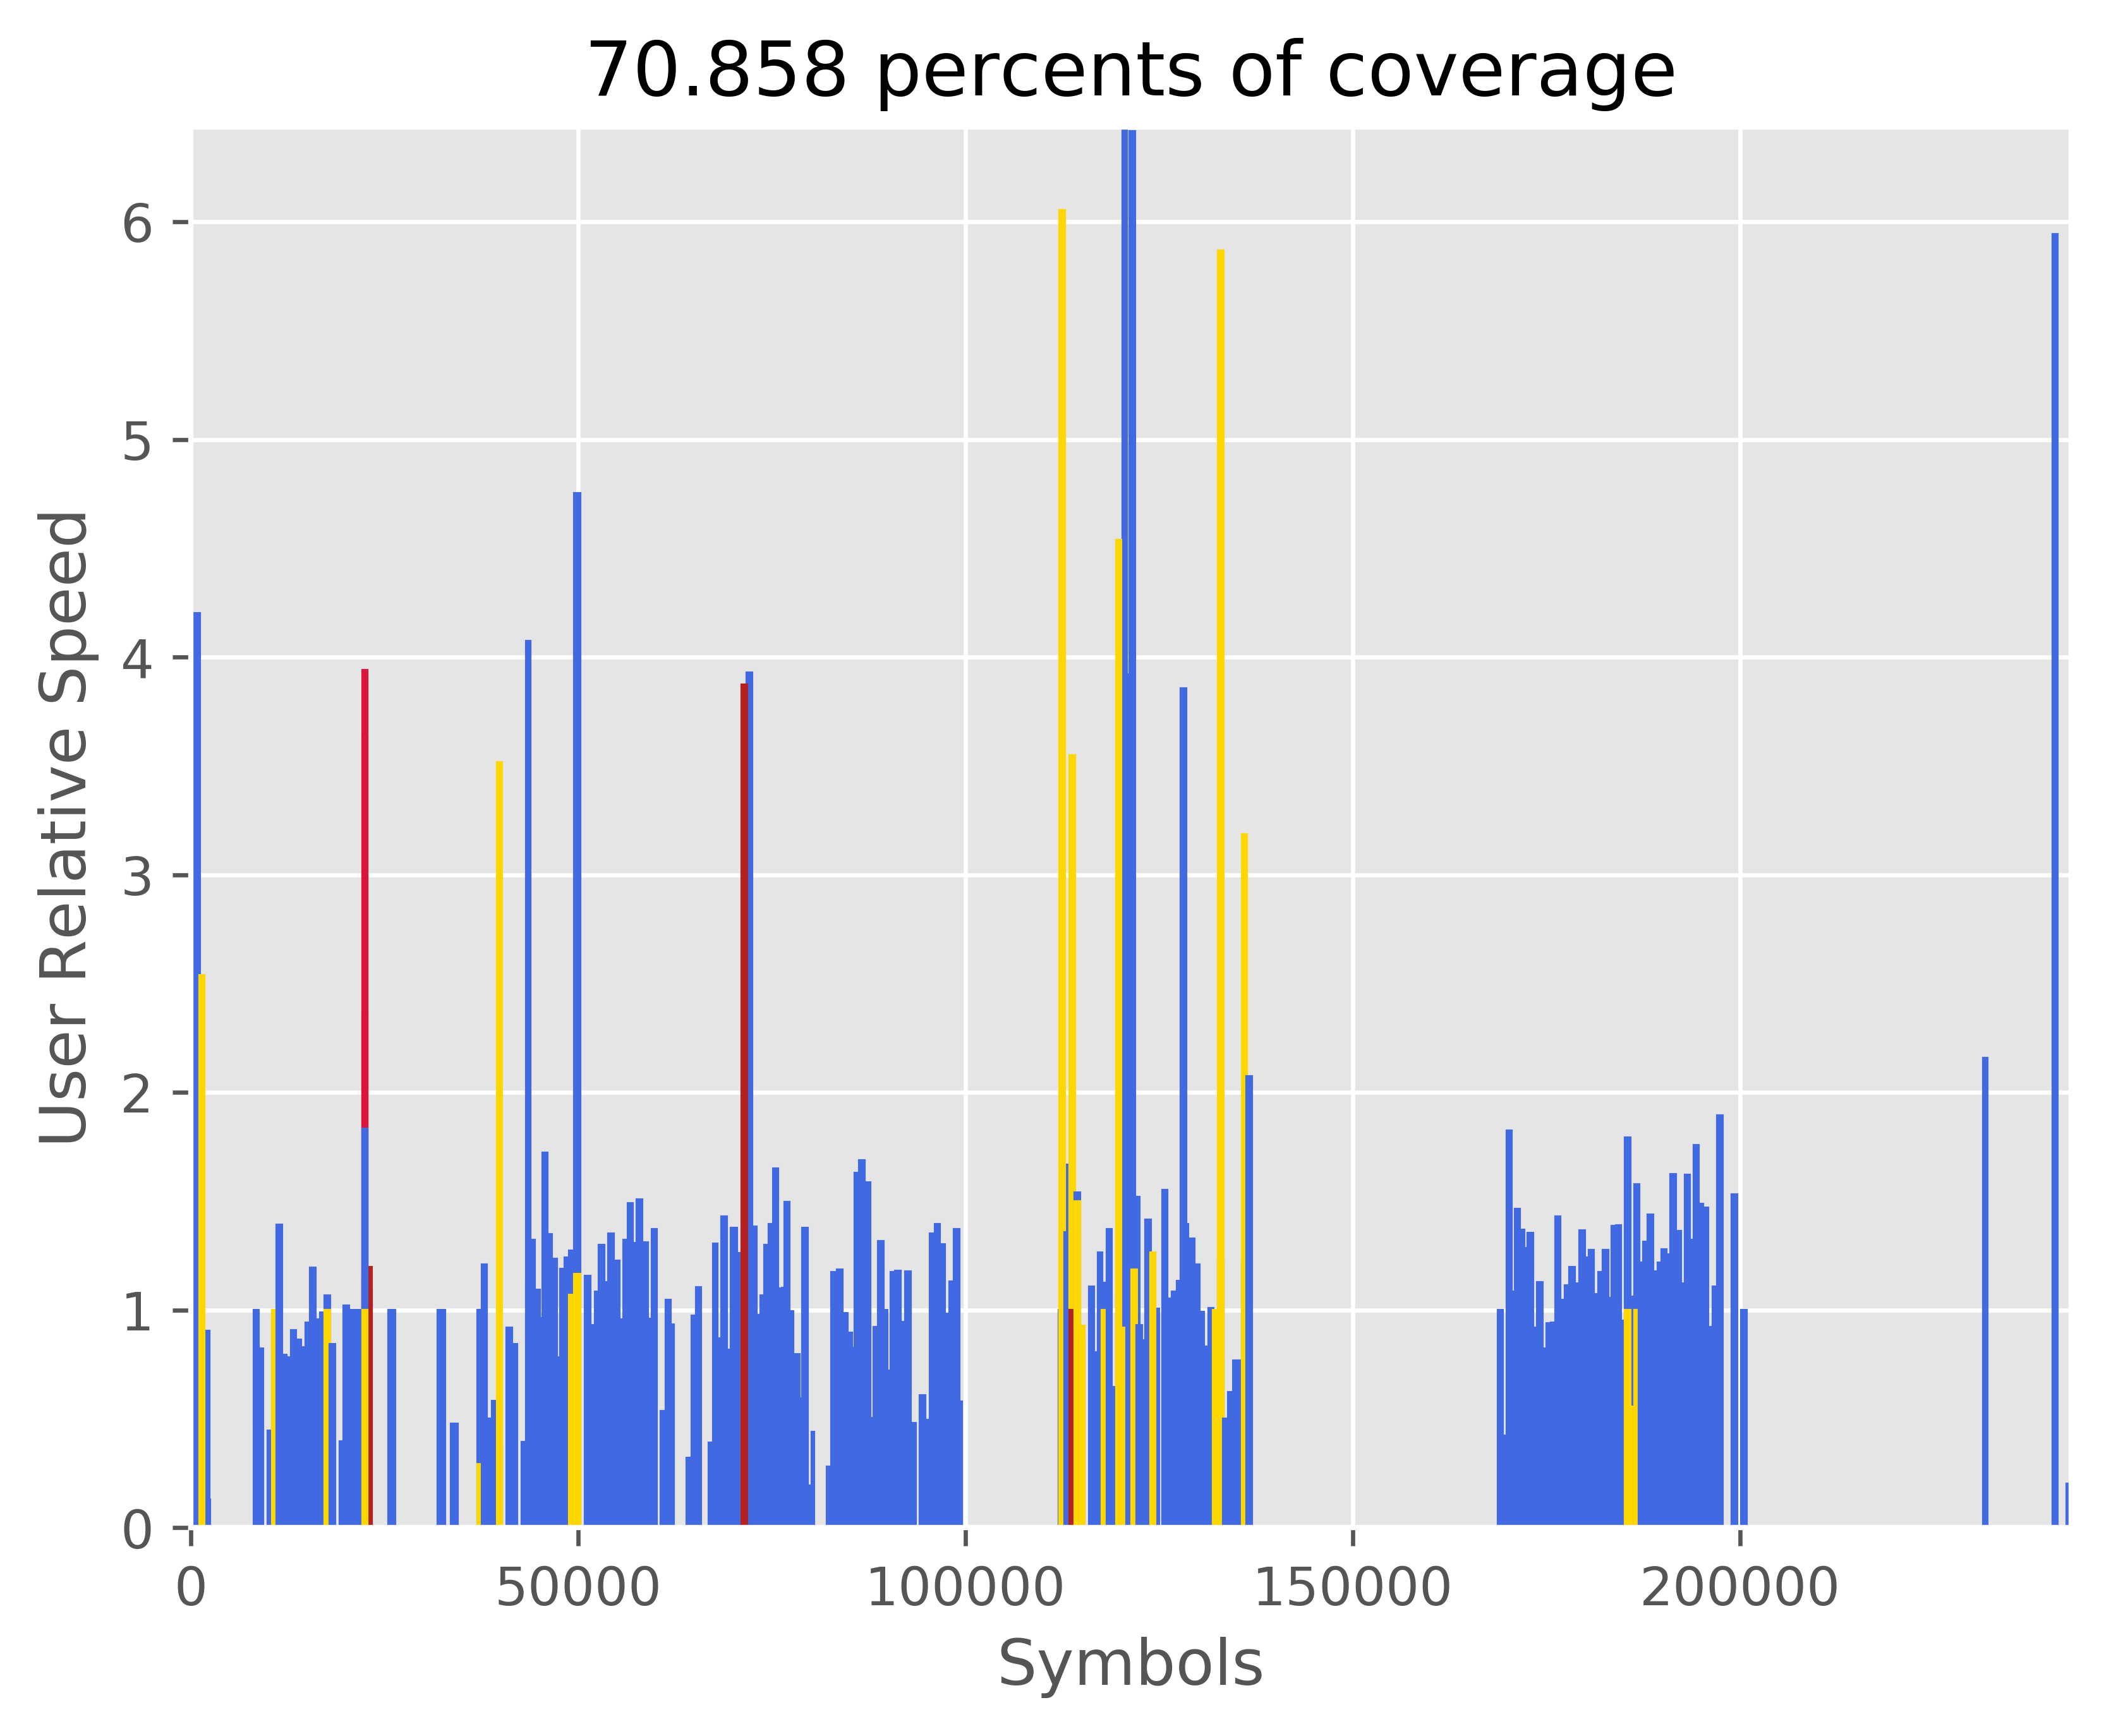 70.858 percents of coverage
User Relative Speed
6
5
4
3
2
1
0
0 50000 100000 150000 200000
Symbols